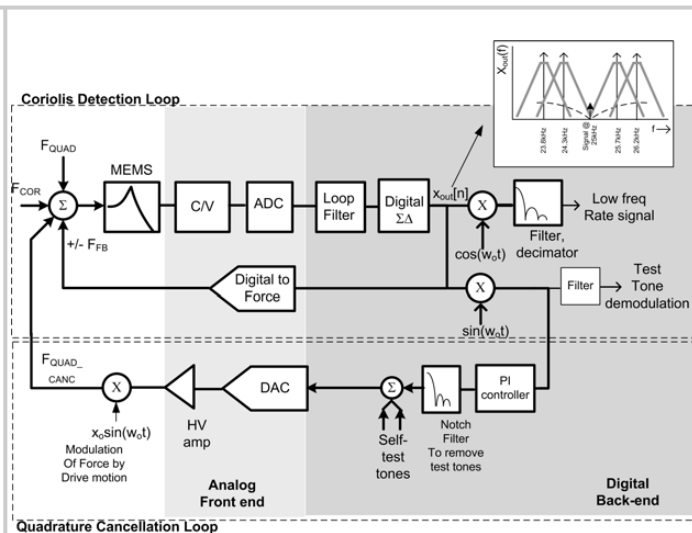 Coriolis Detection Loop
X_out(f)
23.8kHz
24.3kHz
Signal @
25kHz
25.7kHz
26.2kHz
f
F_QUAD
F_COR
Σ
+/- F_FB
MEMS
C/V
ADC
Loop
Filter
Digital
ΣΔ
x_out[n]
X
cos(w_o t)
Filter,
decimator
Low freq
Rate signal
Digital to
Force
X
sin(w_o t)
Filter
Test
Tone
demodulation
F_QUAD_
CANC
X
x_o sin(w_o t)
Modulation
Of Force by
Drive motion
HV
amp
DAC
Σ
Self-
test
tones
Notch
Filter
To remove
test tones
PI
controller
Analog
Front end
Digital
Back-end
Quadrature Cancellation Loop